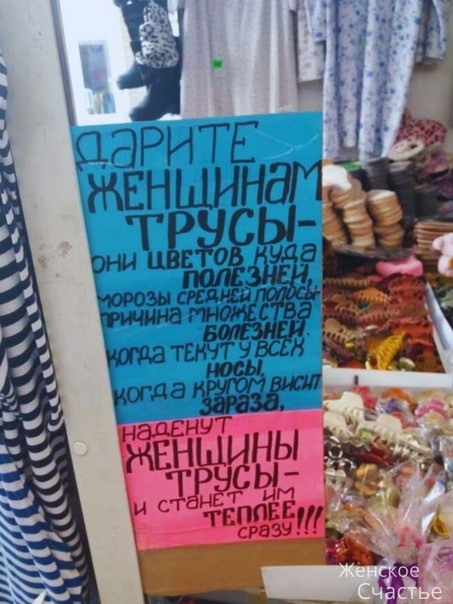 ДАРИТЕ
ЖЕНЩИНАМ
ТРУСЫ-
ОНИ ЦВЕТОВ КУДА
ПОЛЕЗНЕЙ,
МОРОЗЫ СРЕДНЕЙ ПОЛОСЫ-
ПРИЧИНА МНОЖЕСТВА
БОЛЕЗНЕЙ.
КОГДА ТЕКУТ У ВСЕХ
НОСЫ,
КОГДА КРУГОМ ВИСИТ
ЗАРАЗА,
НАДЕНУТ
ЖЕНЩИНЫ
ТРУСЫ-
И СТАНЕТ ИМ
ТЕПЛЕЕ
СРАЗУ!!!
Женское
Счастье